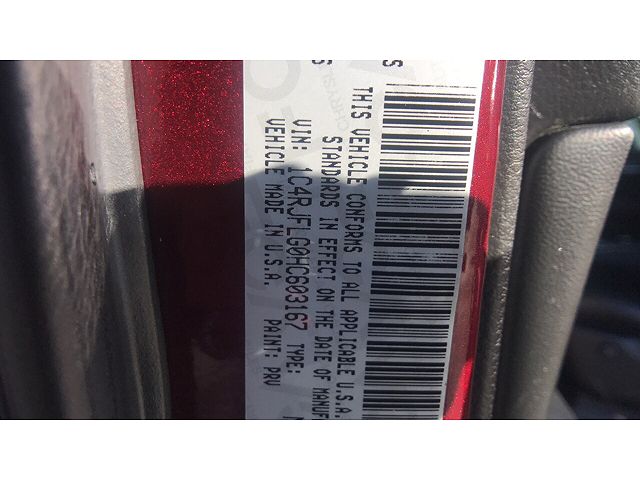 THIS VEHICLE CONFORMS TO ALL APPLICABLE U.S.A.
STANDARDS IN EFFECT ON THE DATE OF MANUF
VIN: 1C4RJFLG0HC603167 TYPE:
VEHICLE MADE IN U.S.A. PAINT: PRV